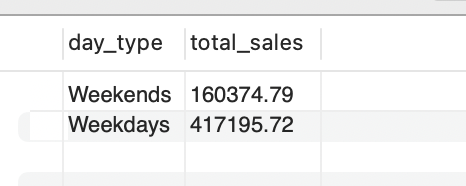 day_type total_sales
Weekends 160374.79
Weekdays 417195.72